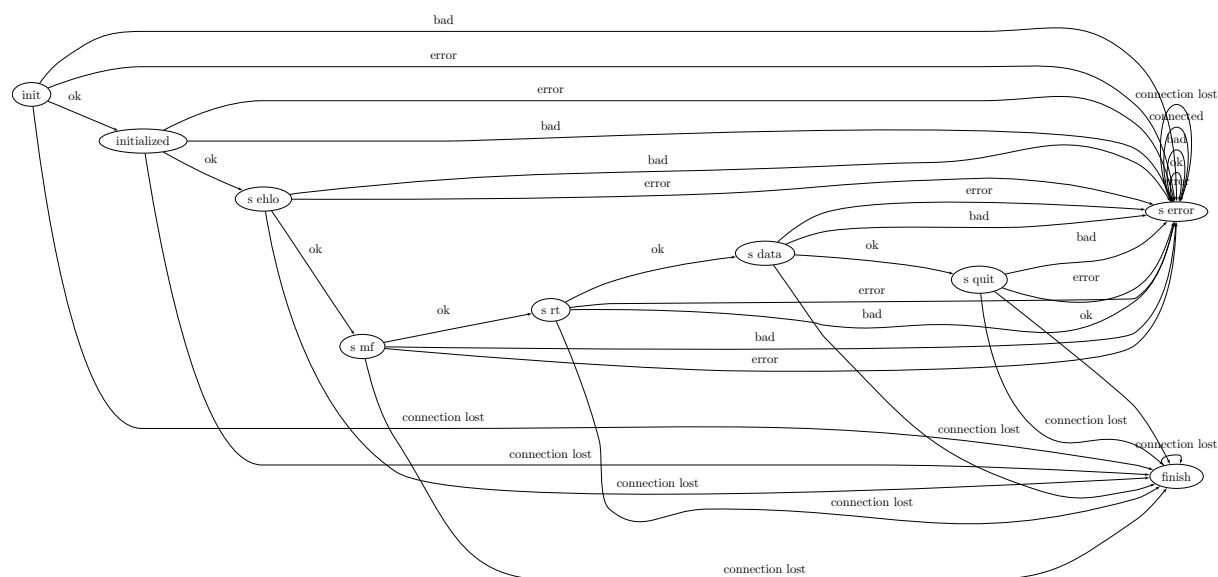 bad
error
init
ok
error
connection lost
connected
initialized
bad
bad
ok
ok
bad
error
error
error
s ehlo
s error
bad
bad
ok
ok
ok
s data
s quit
error
error
ok
s rt
bad
ok
bad
s mf
error
connection lost
connection lost
connection lost
connection lost
connection lost
finish
connection lost
connection lost
connection lost